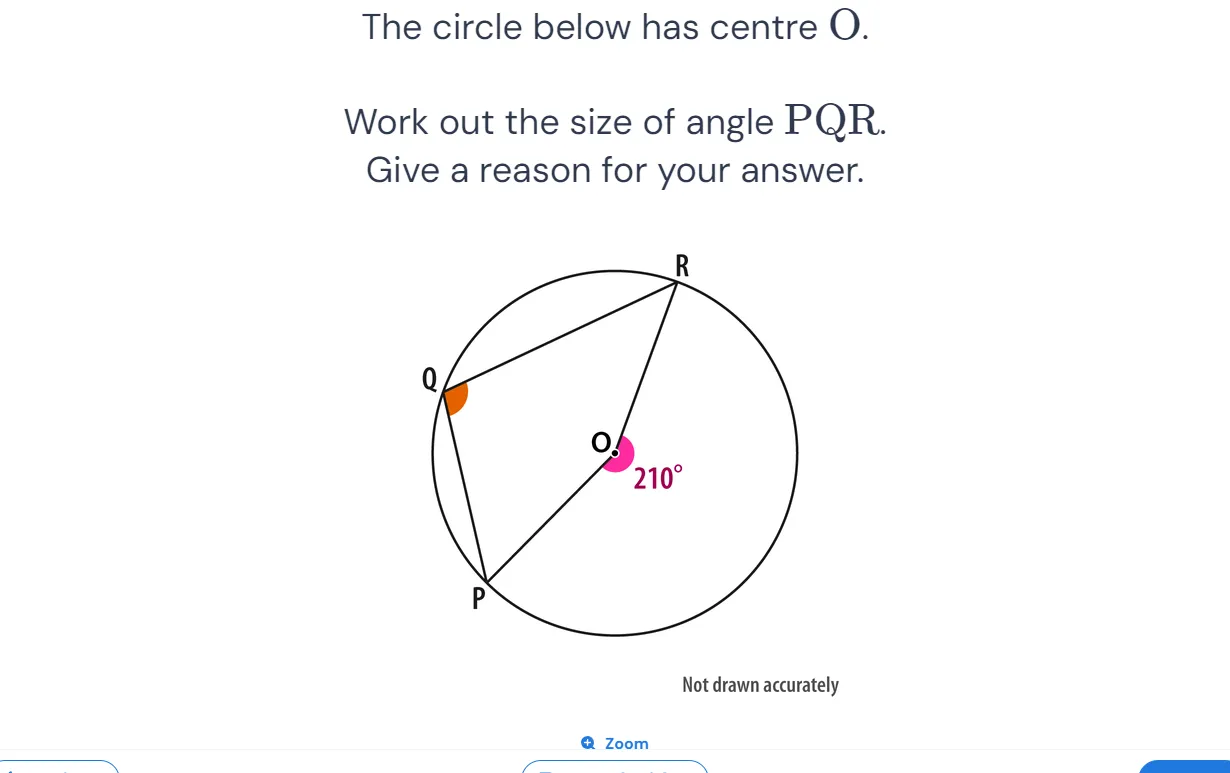 The circle below has centre O.
Work out the size of angle PQR.
Give a reason for your answer.
R
Q
O
210°
P
Not drawn accurately
Zoom